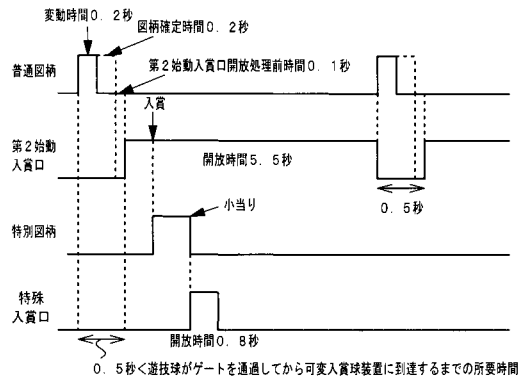 変動時間0.2秒
図柄確定時間0.2秒
第2始動入賞口開放処理前時間0.1秒
普通図柄
入賞
第2始動
入賞口
開放時間5.5秒
0.5秒
小当り
特別図柄
特殊
入賞口
開放時間0.8秒
0.5秒<遊技球がゲートを通過してから可変入賞球装置に到達するまでの所要時間